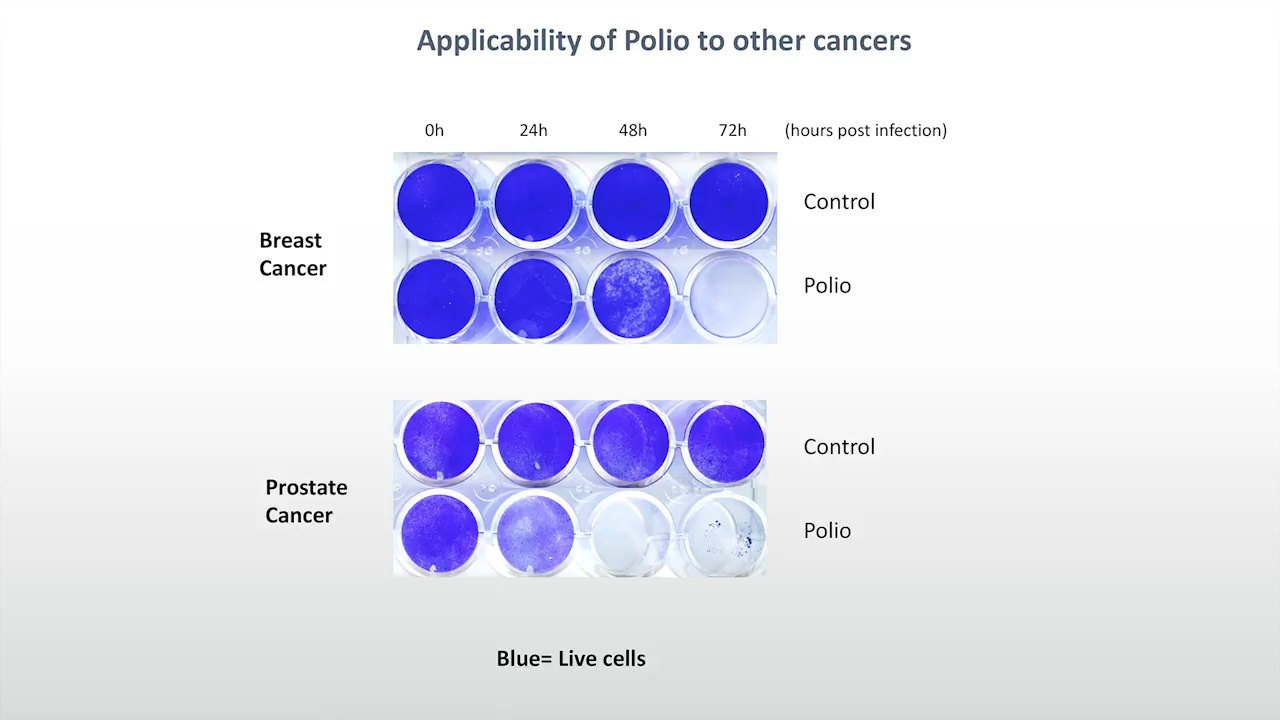 Applicability of Polio to other cancers
0h 24h 48h 72h (hours post infection)
Control
Breast
Cancer
Polio
Control
Prostate
Cancer
Polio
Blue= Live cells